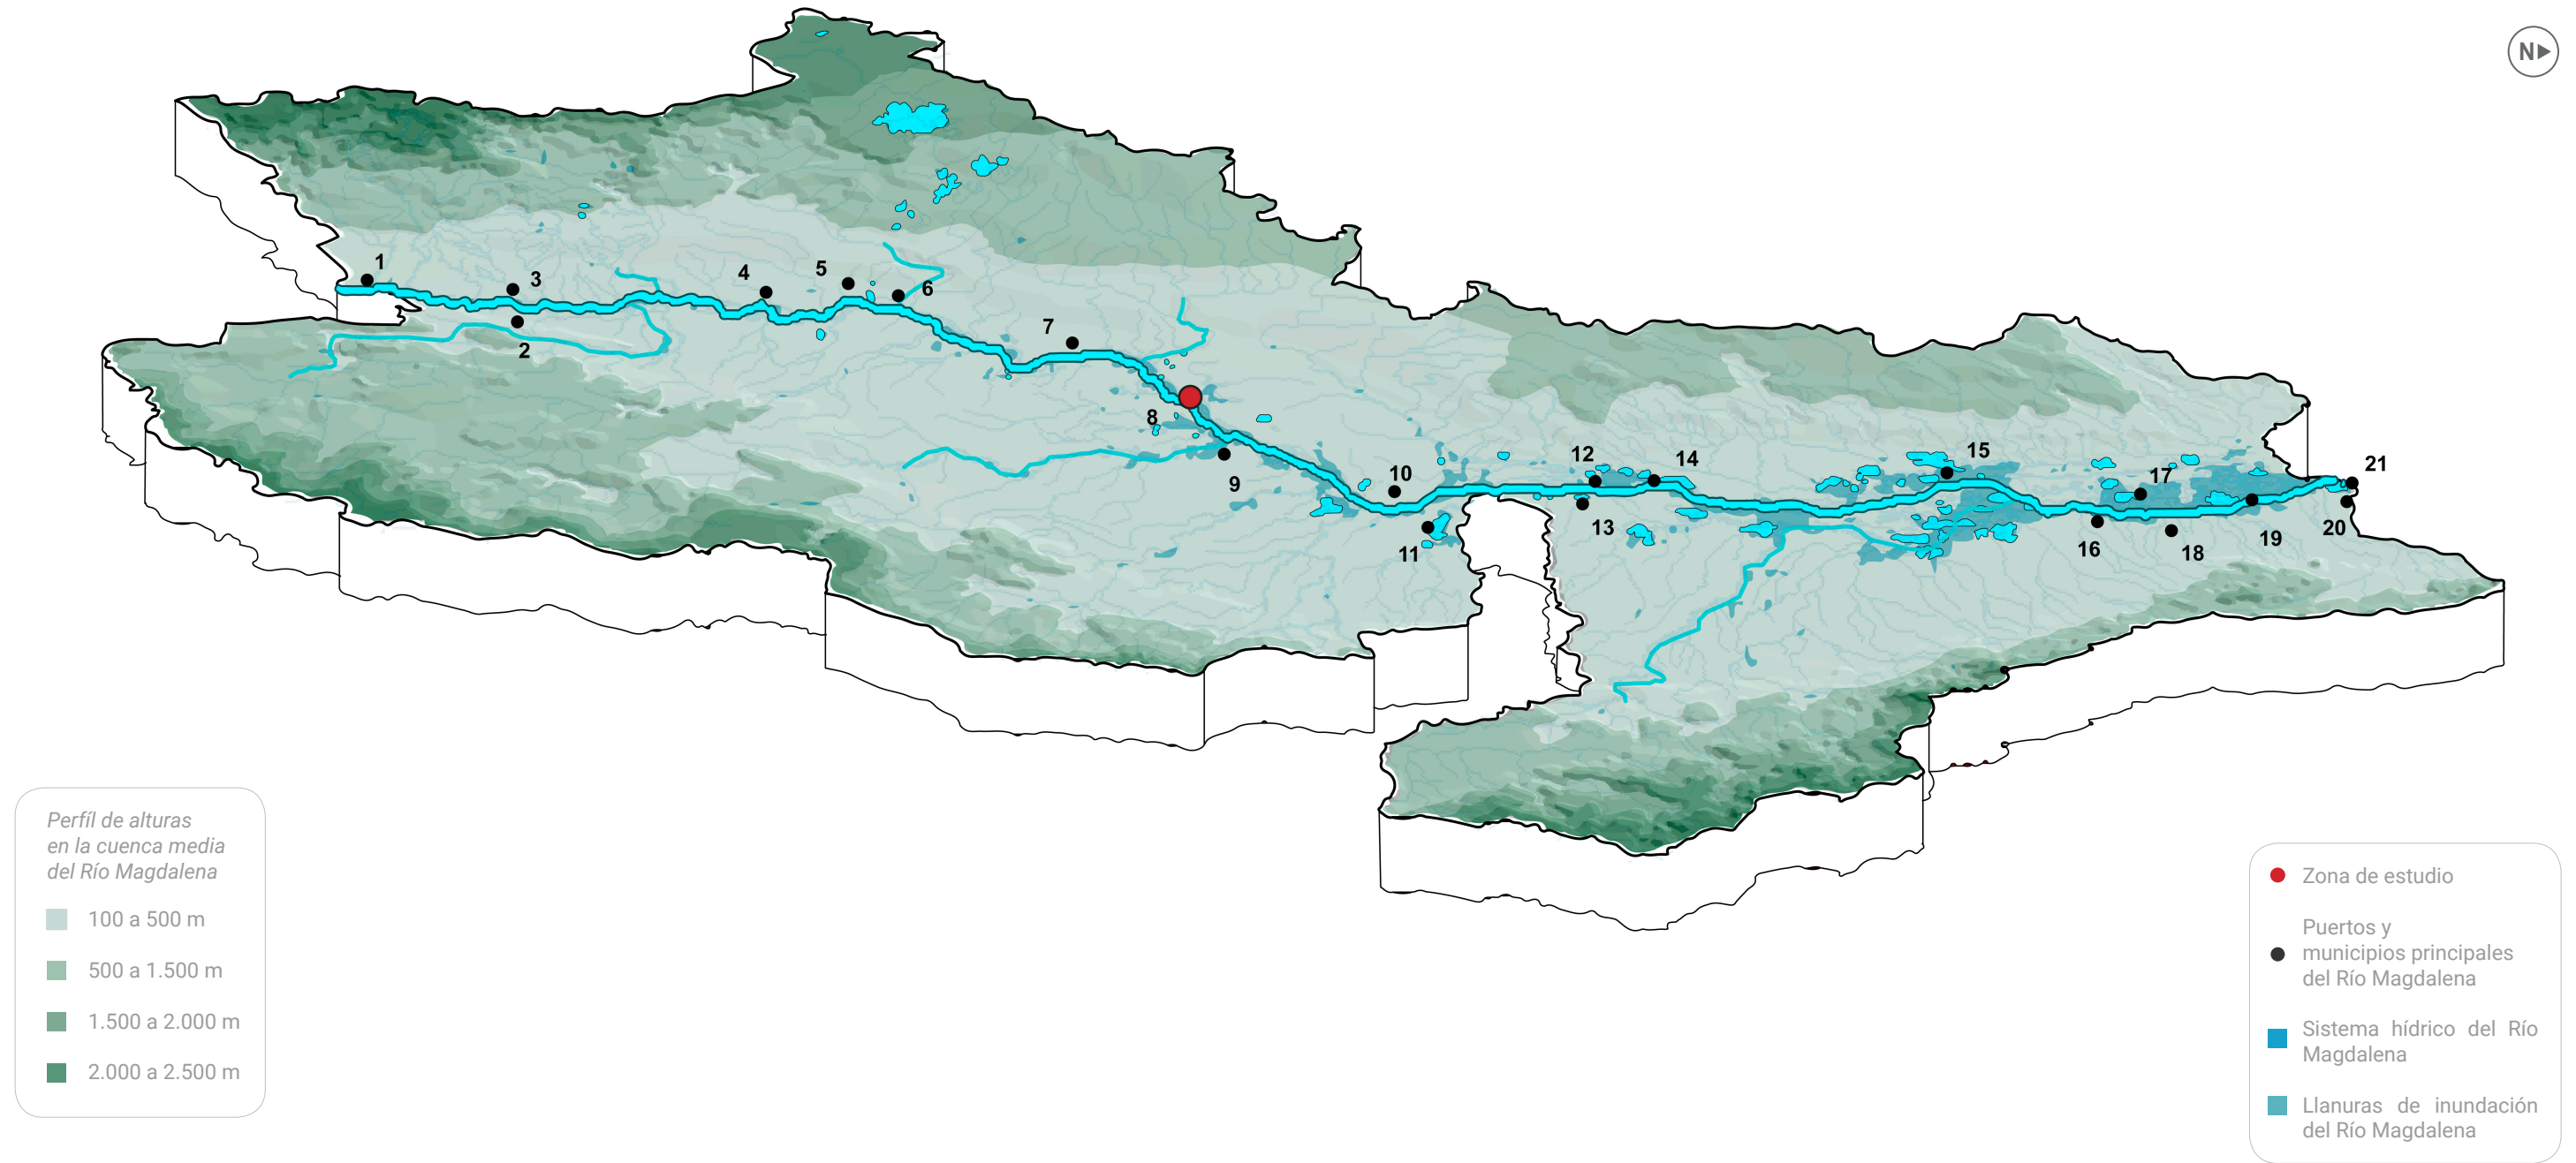 N
1
2
3
4
5
6
7
8
9
10
11
12
13
14
15
16
17
18
19
20
21
Perfíl de alturas
en la cuenca media
del Río Magdalena
100 a 500 m
500 a 1.500 m
1.500 a 2.000 m
2.000 a 2.500 m
Zona de estudio
Puertos y
municipios principales
del Río Magdalena
Sistema hídrico del Río
Magdalena
Llanuras de inundación
del Río Magdalena